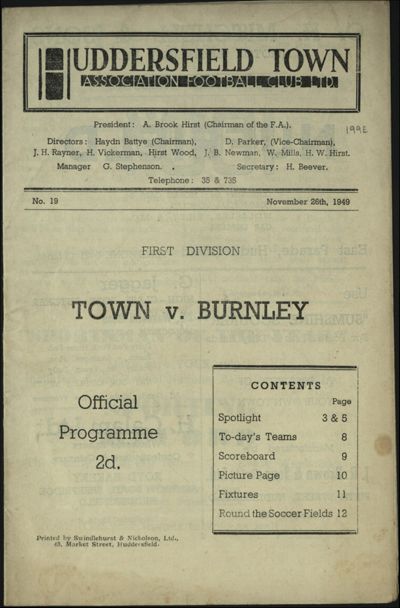 HUDDERSFIELD TOWN
ASSOCIATION FOOTBALL CLUB LTD.
President: A. Brook Hirst (Chairman of the F.A.).
199E
Directors: Haydn Battye (Chairman), D. Parker, (Vice-Chairman),
J. H. Rayner, H. Vickerman, Hirst Wood, J. B. Newman, W. Mills, H. W. Hirst.
Manager G. Stephenson. Secretary: H. Beever.
Telephone: 35 & 735
No. 19 November 26th, 1949
FIRST DIVISION
TOWN v. BURNLEY
Official
Programme
2d.
CONTENTS
Page
Spotlight 3 & 5
To-day's Teams 8
Scoreboard 9
Picture Page 10
Fixtures 11
Round the Soccer Fields 12
Printed by Swindlehurst & Nicholson, Ltd.,
Market Street, Huddersfield.